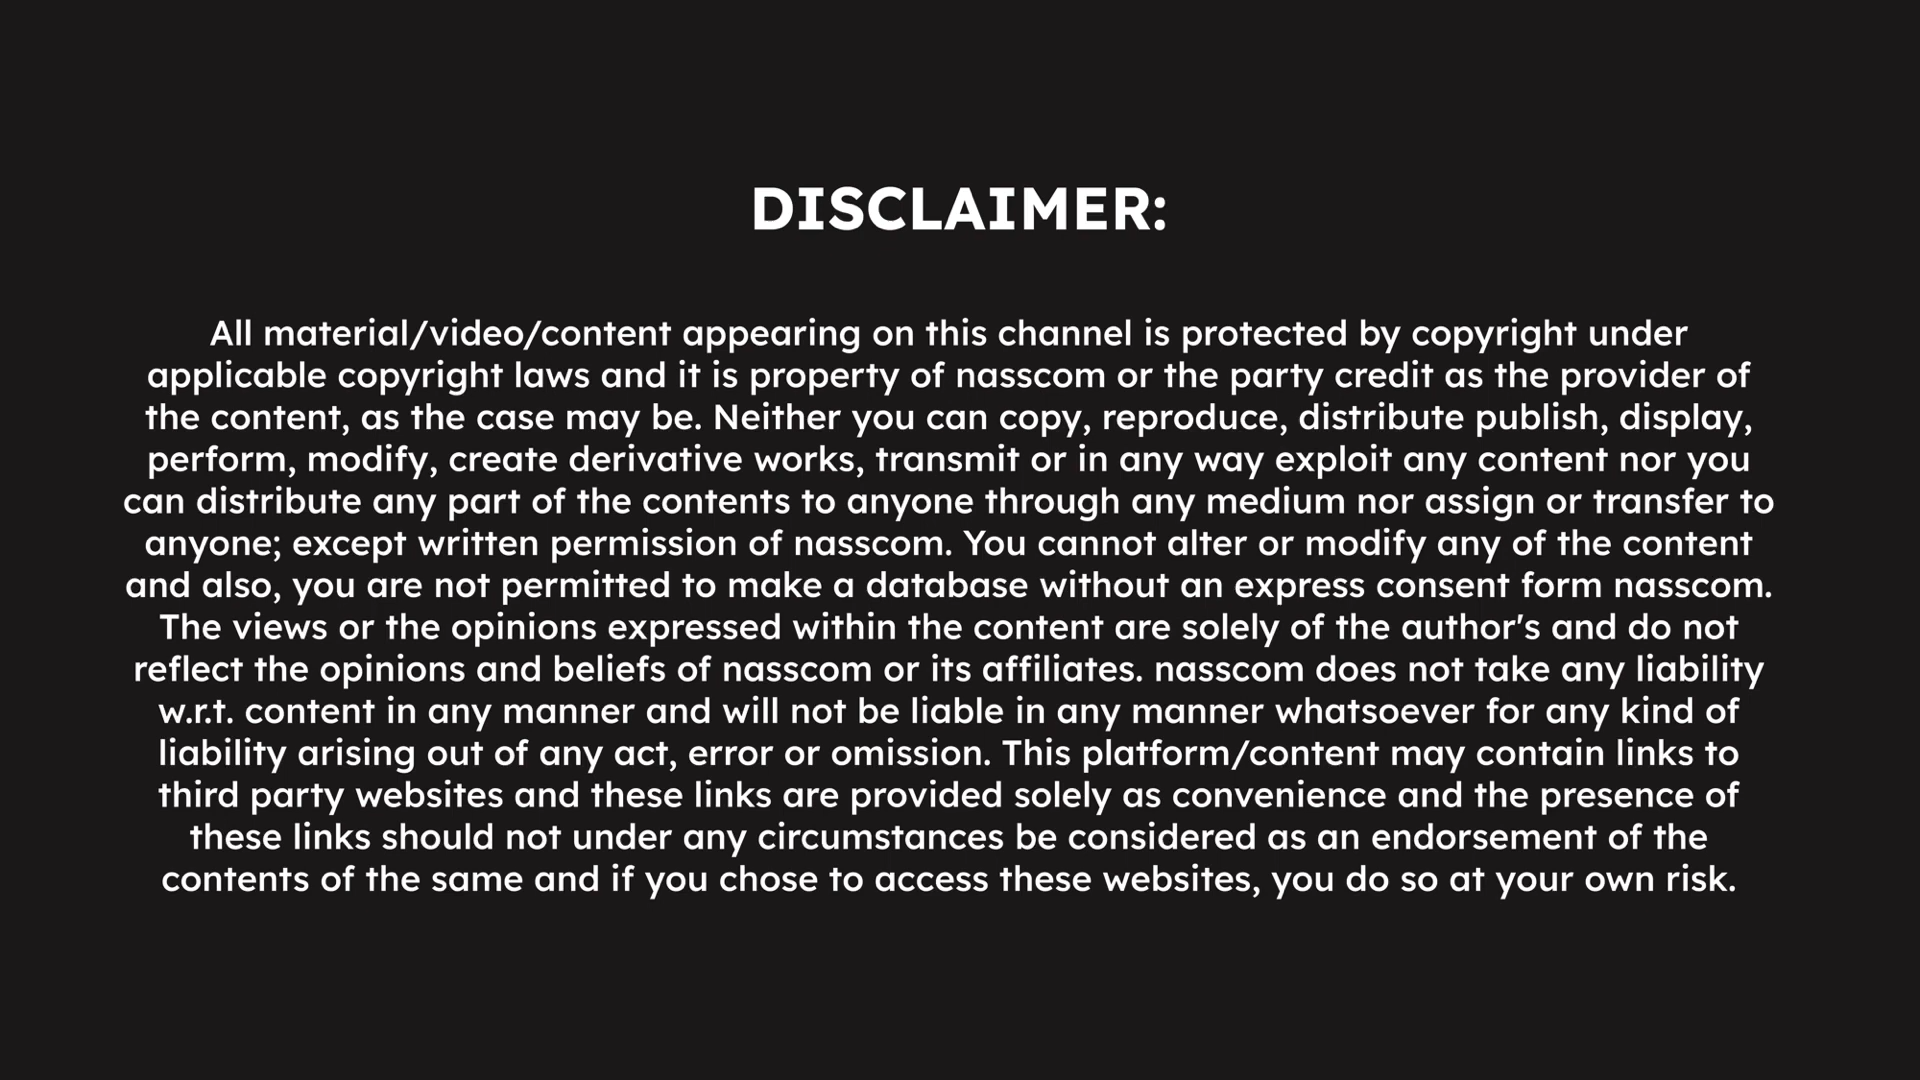 DISCLAIMER:
All material/video/content appearing on this channel is protected by copyright under
applicable copyright laws and it is property of nasscom or the party credit as the provider of
the content, as the case may be. Neither you can copy, reproduce, distribute publish, display,
perform, modify, create derivative works, transmit or in any way exploit any content nor you
can distribute any part of the contents to anyone through any medium nor assign or transfer to
anyone; except written permission of nasscom. You cannot alter or modify any of the content
and also, you are not permitted to make a database without an express consent form nasscom.
The views or the opinions expressed within the content are solely of the author's and do not
reflect the opinions and beliefs of nasscom or its affiliates. nasscom does not take any liability
w.r.t. content in any manner and will not be liable in any manner whatsoever for any kind of
liability arising out of any act, error or omission. This platform/content may contain links to
third party websites and these links are provided solely as convenience and the presence of
these links should not under any circumstances be considered as an endorsement of the
contents of the same and if you chose to access these websites, you do so at your own risk.